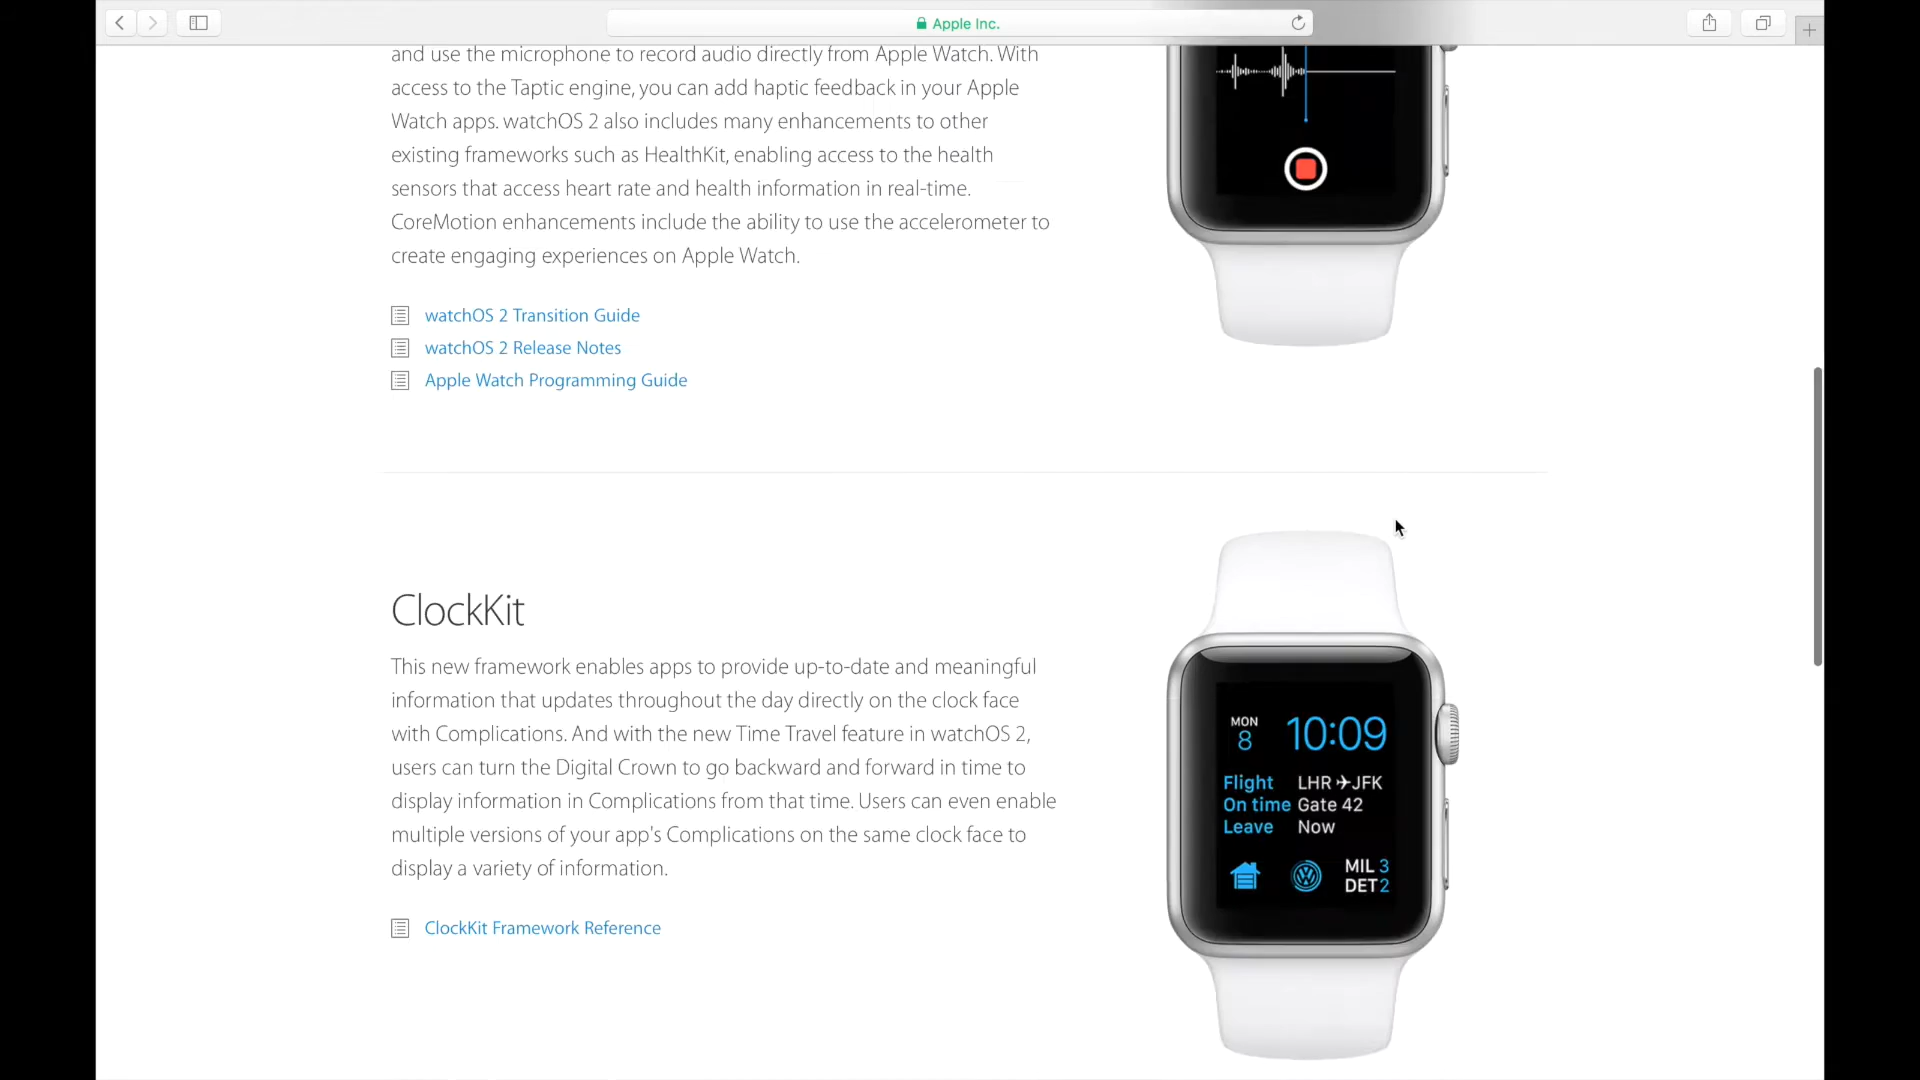 Apple Inc.
and use the microphone to record audio directly from Apple Watch. With
access to the Taptic engine, you can add haptic feedback in your Apple
Watch apps. watchOS 2 also includes many enhancements to other
existing frameworks such as HealthKit, enabling access to the health
sensors that access heart rate and health information in real-time.
CoreMotion enhancements include the ability to use the accelerometer to
create engaging experiences on Apple Watch.
watchOS 2 Transition Guide
watchOS 2 Release Notes
Apple Watch Programming Guide
ClockKit
This new framework enables apps to provide up-to-date and meaningful
information that updates throughout the day directly on the clock face
with Complications. And with the new Time Travel feature in watchOS 2,
users can turn the Digital Crown to go backward and forward in time to
display information in Complications from that time. Users can even enable
multiple versions of your app's Complications on the same clock face to
display a variety of information.
ClockKit Framework Reference
MON
8
10:09
Flight LHR ✈ JFK
On time Gate 42
Leave Now
MIL 3
DET 2